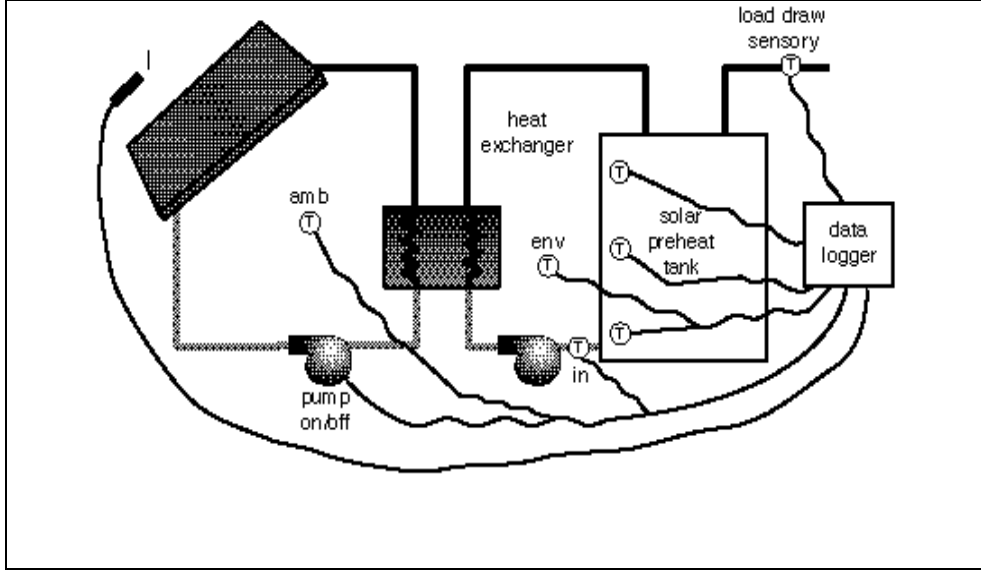 load draw
sensory
T
I
heat
exchanger
T
amb
T
solar
preheat
tank
env
T
T
data
logger
T
T
in
pump
on/off